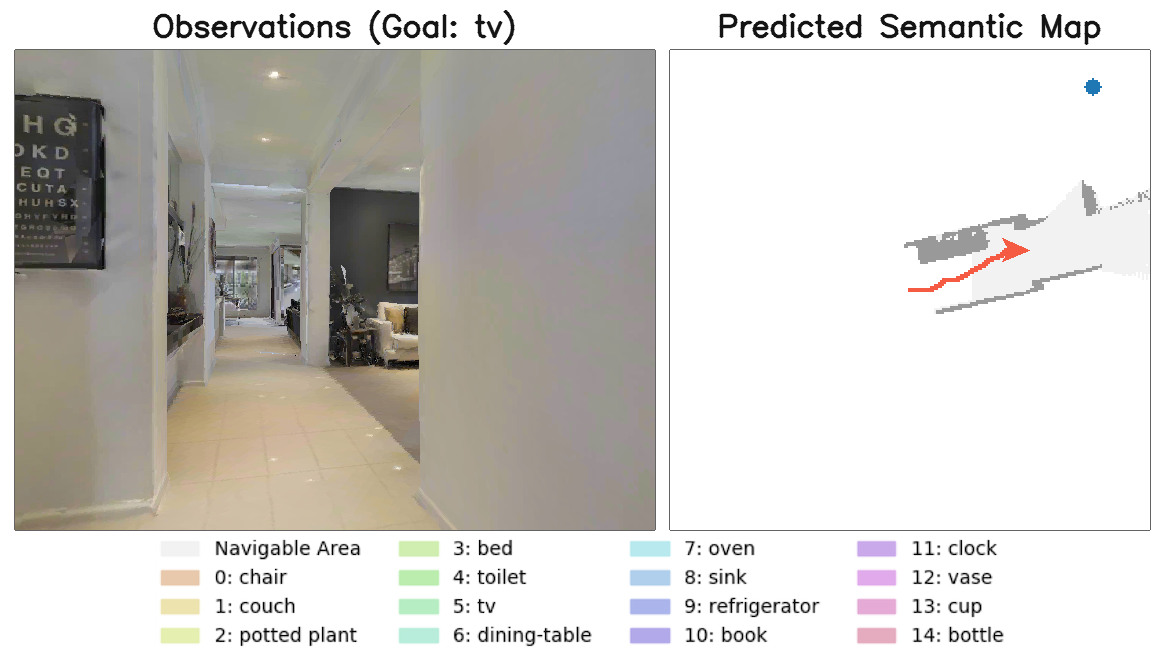 Observations (Goal: tv)
Predicted Semantic Map
HG
DKD
EQT
CUTA
HUHSX
Navigable Area
0: chair
1: couch
2: potted plant
3: bed
4: toilet
5: tv
6: dining-table
7: oven
8: sink
9: refrigerator
10: book
11: clock
12: vase
13: cup
14: bottle